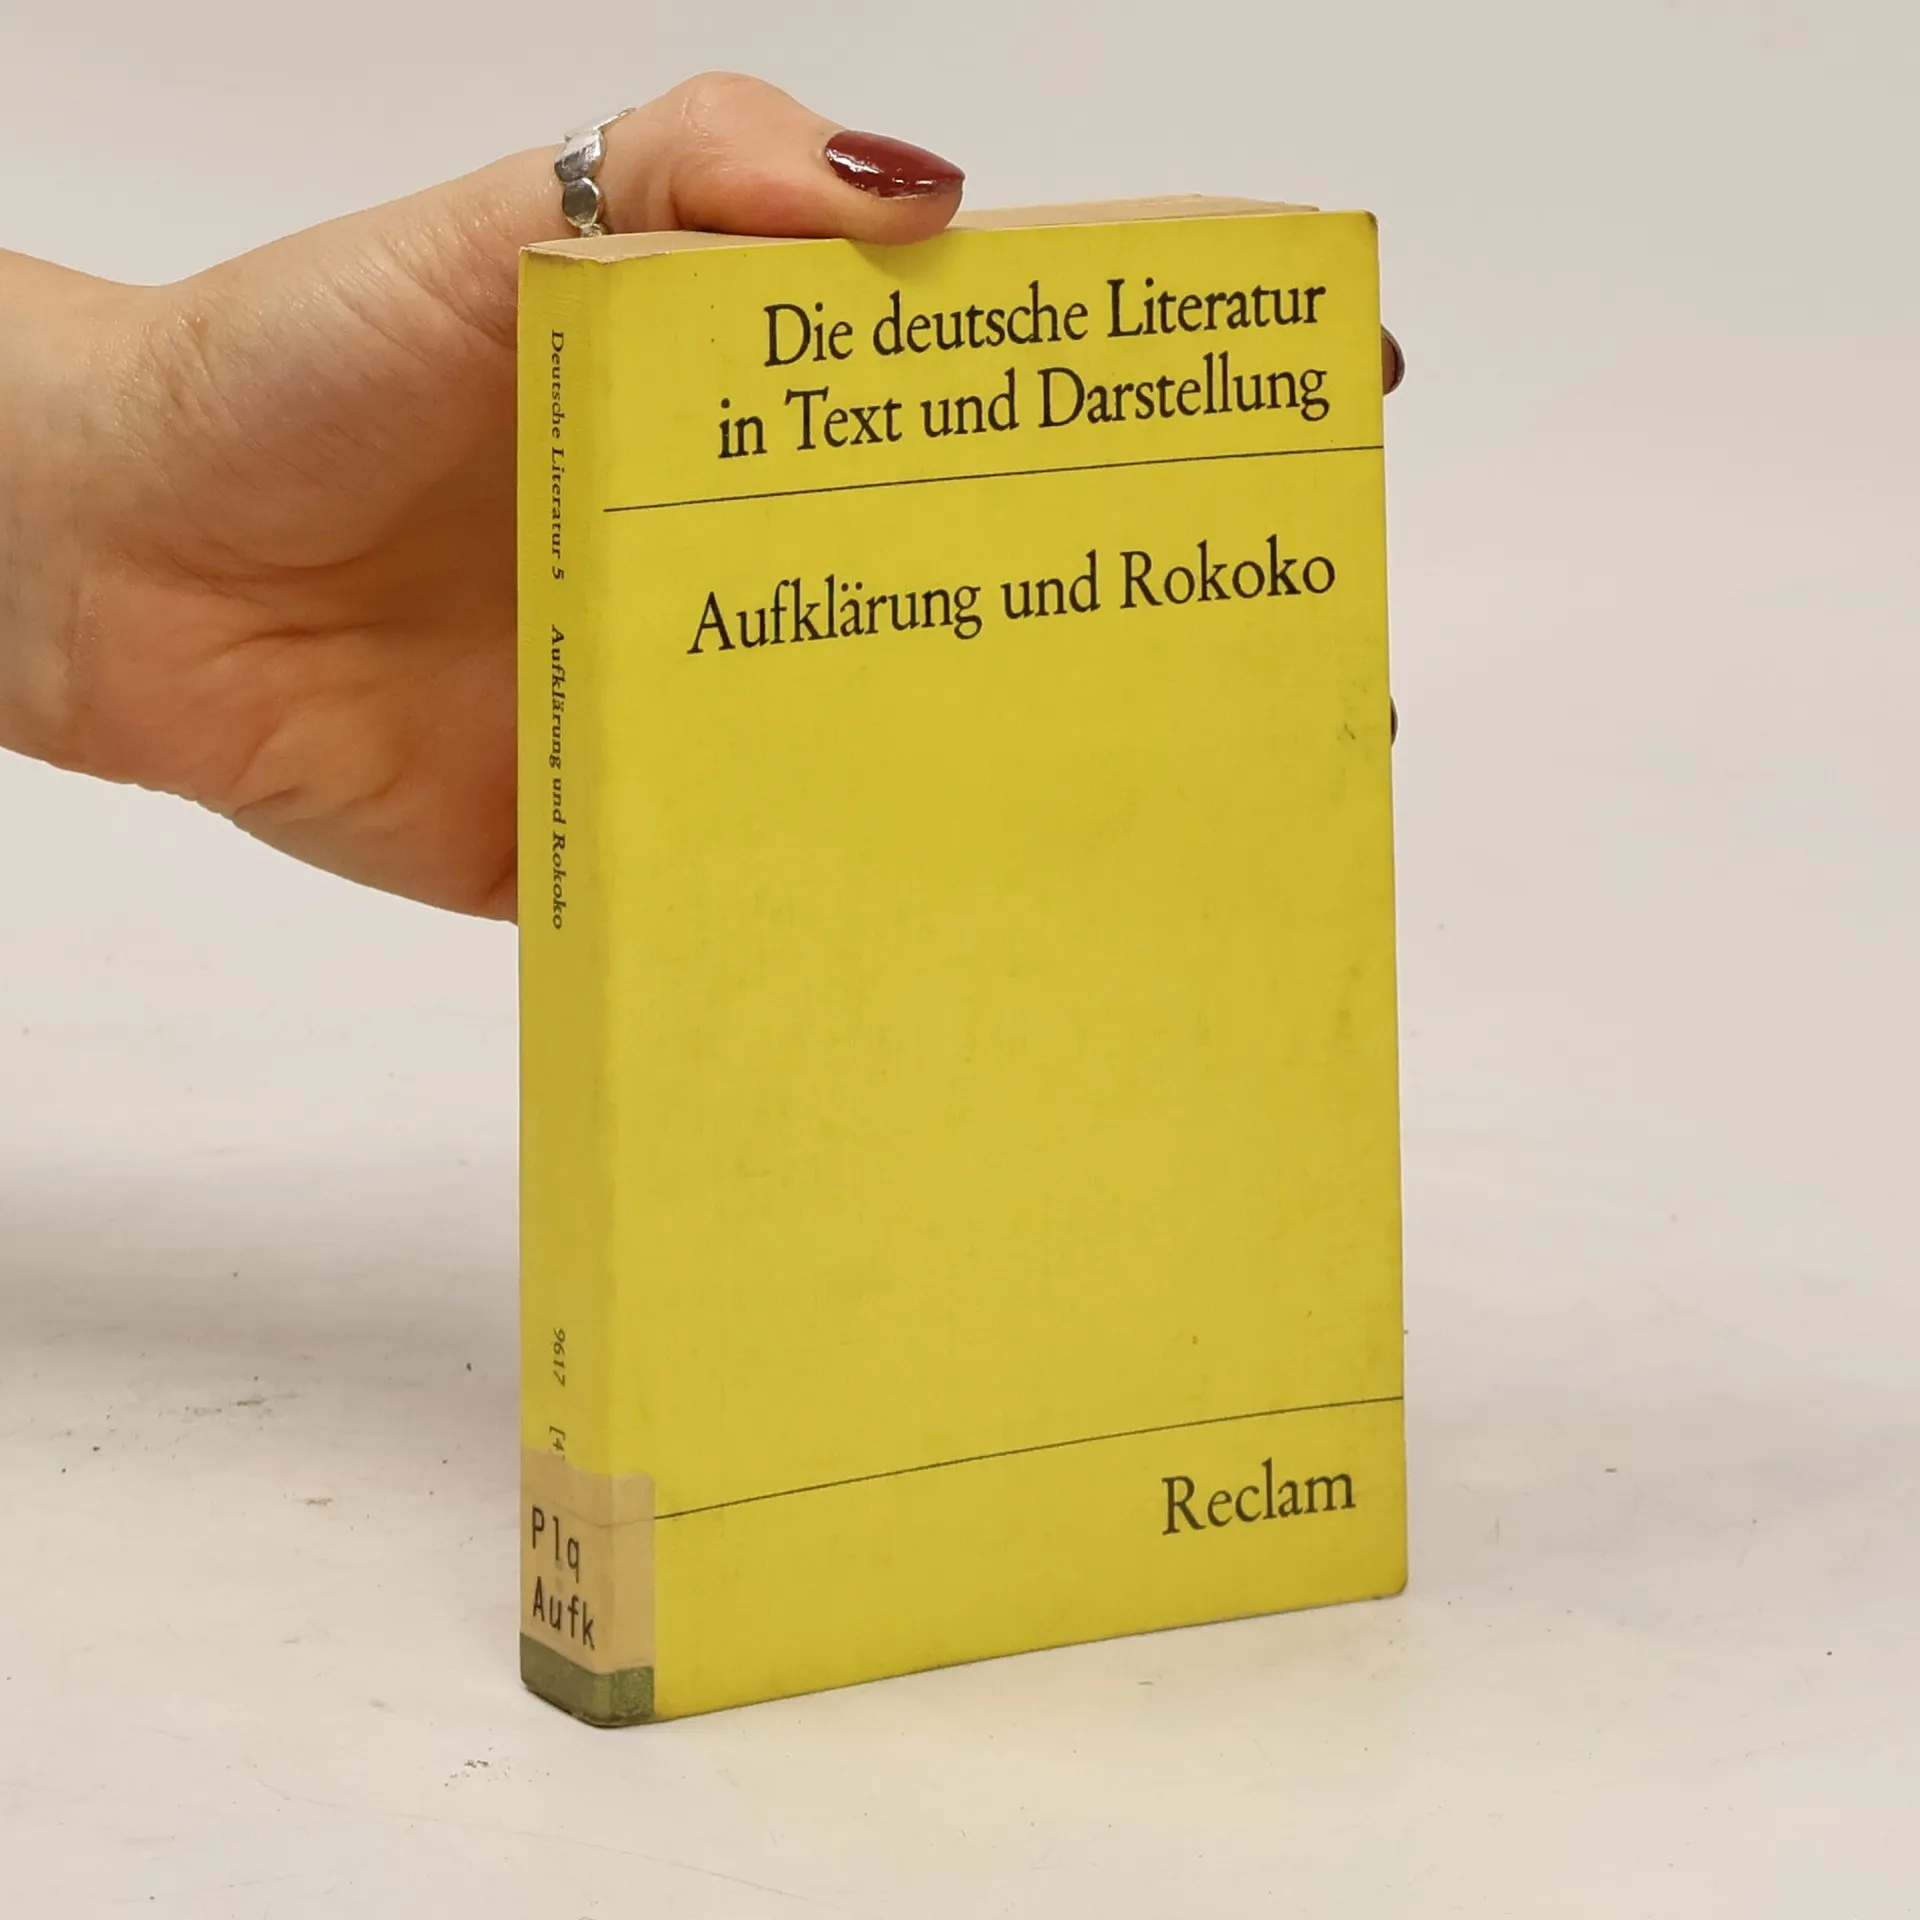 Die deutsche Literatur
in Text und Darstellung
Aufklärung und Rokoko
Reclam
Deutsche Literatur 5 Aufklärung und Rokoko 9617 [4
Plq
Aufk